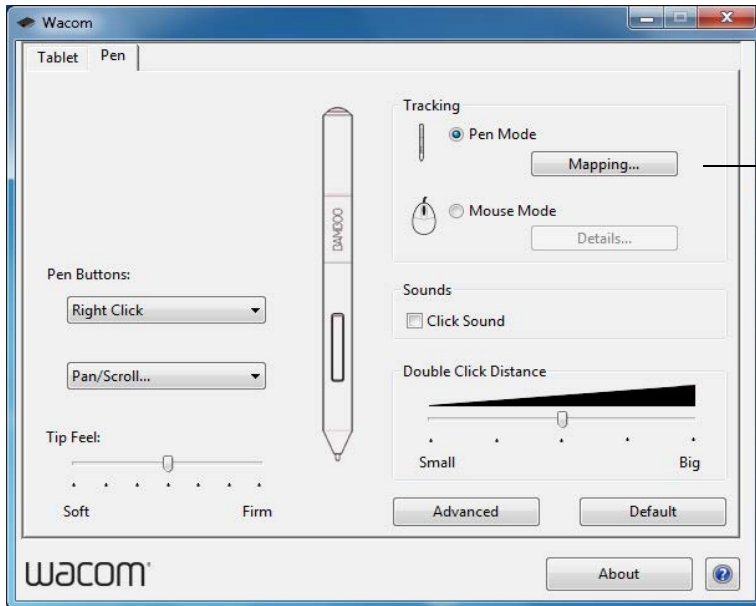 Wacom
Tablet Pen
Tracking
Pen Mode
Mapping...
Mouse Mode
Details...
BAMBOO
Pen Buttons:
Right Click
Pan/Scroll...
Sounds
Click Sound
Double Click Distance
Small Big
Tip Feel:
Soft Firm
Advanced Default
wacom
About ?